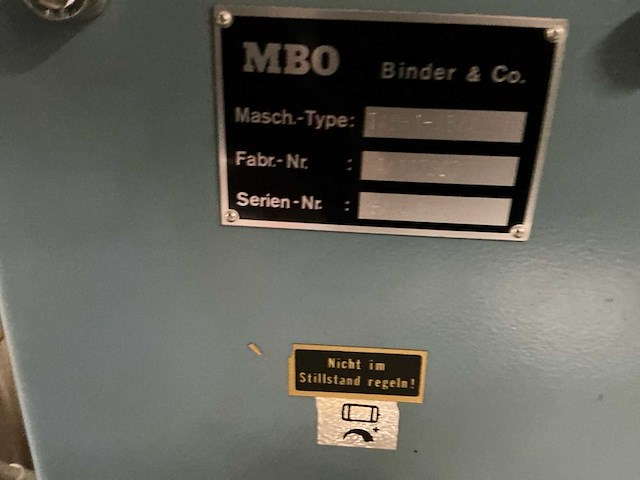 MBO Binder & Co.
Masch.-Type:
Fabr.-Nr. :
Serien-Nr. :
Nicht im
Stillstand regeln!
+